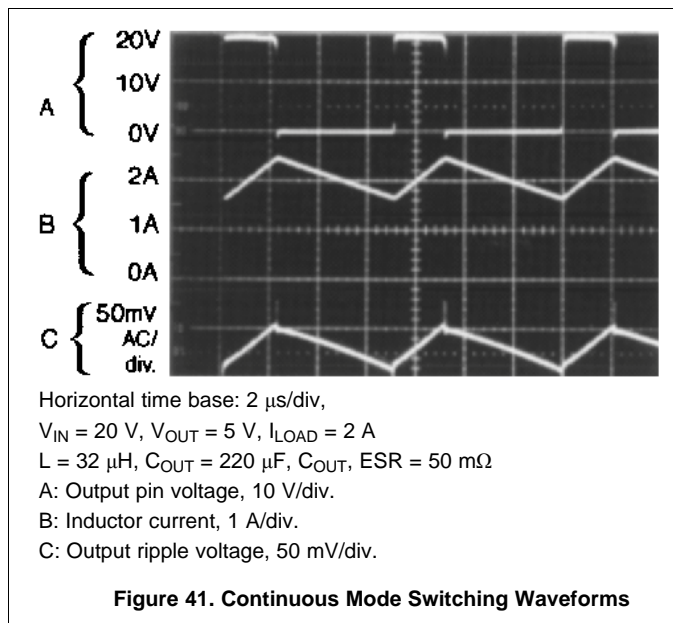 20V
10V
0V
A {
2A
1A
0A
B {
50mV
AC/
div.
C {
Horizontal time base: 2 μs/div,
V_IN = 20 V, V_OUT = 5 V, I_LOAD = 2 A
L = 32 μH, C_OUT = 220 μF, C_OUT, ESR = 50 mΩ
A: Output pin voltage, 10 V/div.
B: Inductor current, 1 A/div.
C: Output ripple voltage, 50 mV/div.
Figure 41. Continuous Mode Switching Waveforms